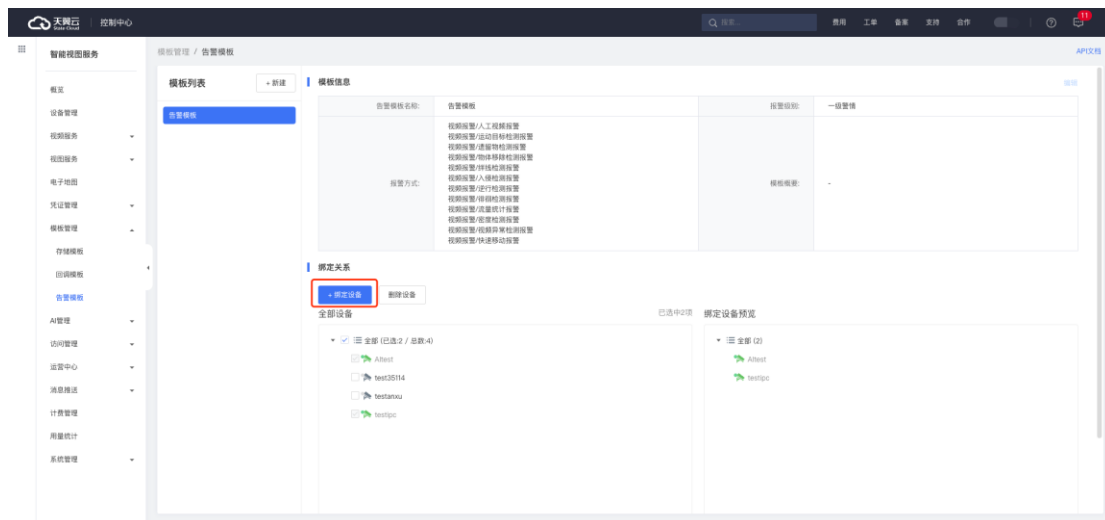 天翼云
State Cloud
控制中心
搜索...
费用
工单
备案
支持
合作
11
智能视图服务
概览
设备管理
视频服务
视图服务
电子地图
凭证管理
模板管理
存储模板
回调模板
告警模板
AI管理
访问管理
运营中心
消息推送
计费管理
用量统计
系统管理
模板管理 / 告警模板
API文档
模板列表
+ 新建
告警模板
模板信息
编辑
告警模板名称:
告警模板
报警级别:
一级警情
报警方式:
视频报警/人工视频报警
视频报警/运动目标检测报警
视频报警/遗留物检测报警
视频报警/物体移除检测报警
视频报警/绊线检测报警
视频报警/入侵检测报警
视频报警/逆行检测报警
视频报警/徘徊检测报警
视频报警/流量统计报警
视频报警/密度检测报警
视频报警/视频异常检测报警
视频报警/快速移动报警
模板概要:
-
绑定关系
+ 绑定设备
删除设备
全部设备
已选中2项
全部 (已选:2 / 总数:4)
AItest
test35114
testanxu
testipc
绑定设备预览
全部 (2)
AItest
testipc